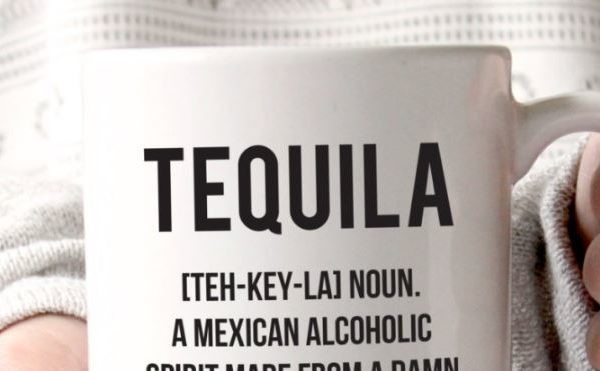 TEQUILA
[TEH-KEY-LA] NOUN.
A MEXICAN ALCOHOLIC
SPIRIT MADE FROM A DAMN